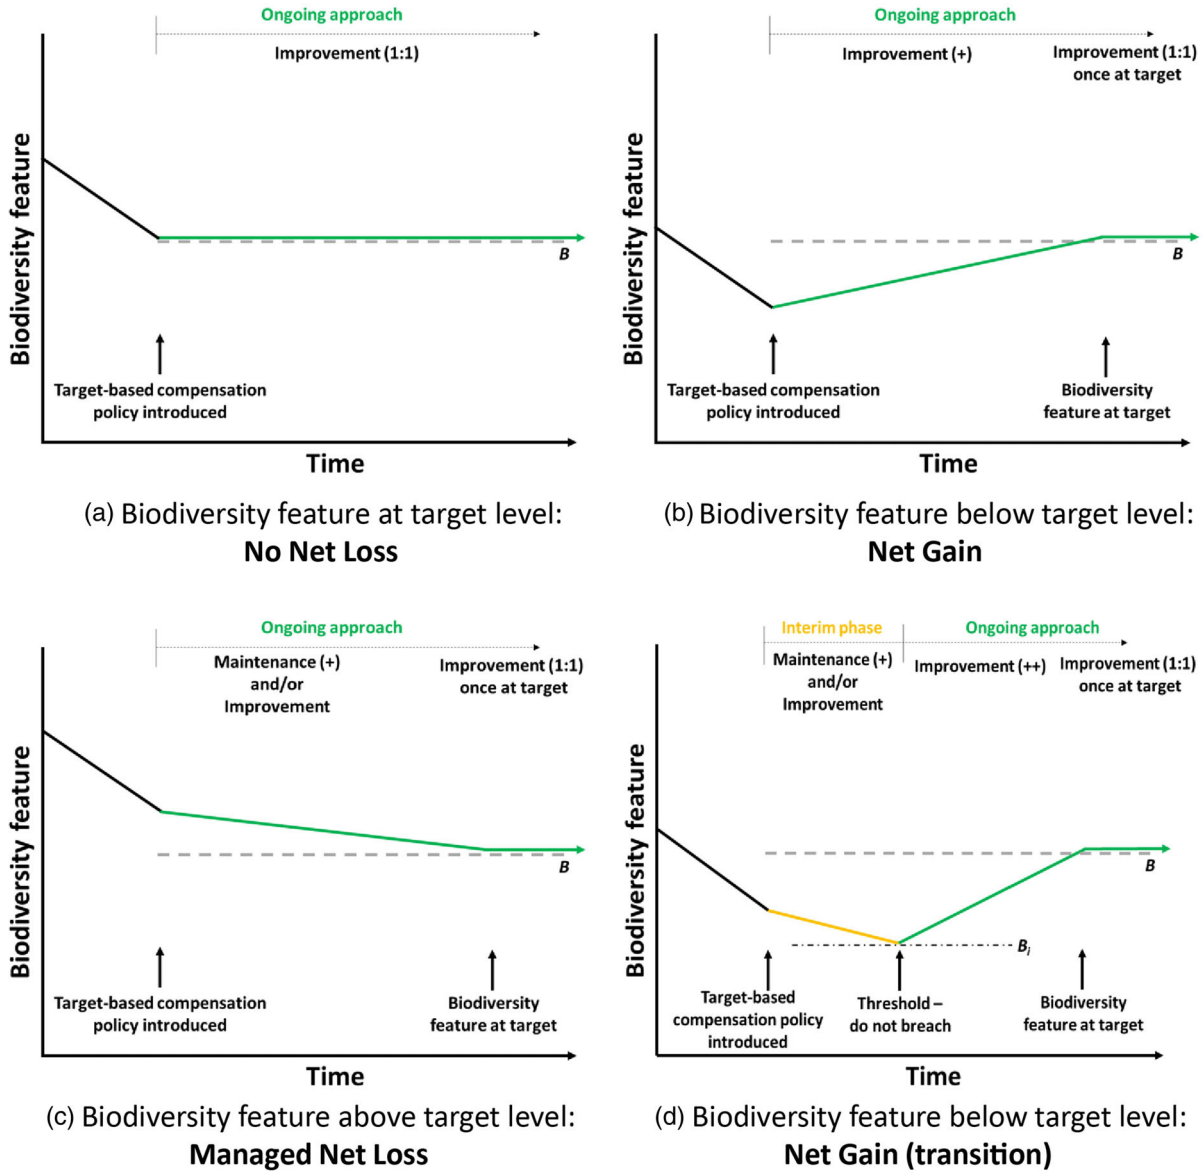 Ongoing approach
Improvement (1:1)
Biodiversity feature
B
Target-based compensation
policy introduced
Time
(a) Biodiversity feature at target level:
No Net Loss
Ongoing approach
Improvement (+)
Improvement (1:1)
once at target
Biodiversity feature
B
Target-based compensation
policy introduced
Biodiversity
feature at target
Time
(b) Biodiversity feature below target level:
Net Gain
Ongoing approach
Maintenance (+)
and/or
Improvement
Improvement (1:1)
once at target
Biodiversity feature
B
Target-based compensation
policy introduced
Biodiversity
feature at target
Time
(c) Biodiversity feature above target level:
Managed Net Loss
Interim phase
Ongoing approach
Maintenance (+)
and/or
Improvement
Improvement (++)
Improvement (1:1)
once at target
Biodiversity feature
B
Bi
Target-based
compensation policy
introduced
Threshold –
do not breach
Biodiversity
feature at target
Time
(d) Biodiversity feature below target level:
Net Gain (transition)